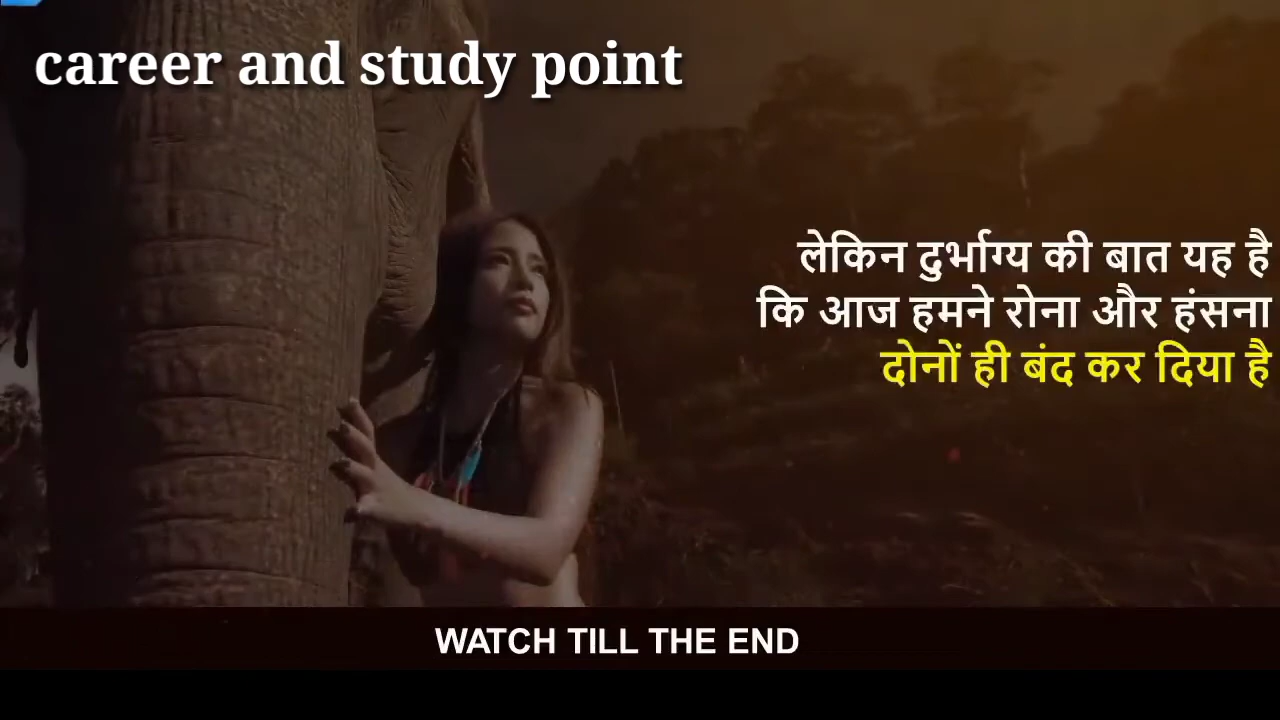 career and study point
लेकिन दुर्भाग्य की बात यह है
कि आज हमने रोना और हंसना
दोनों ही बंद कर दिया है
WATCH TILL THE END